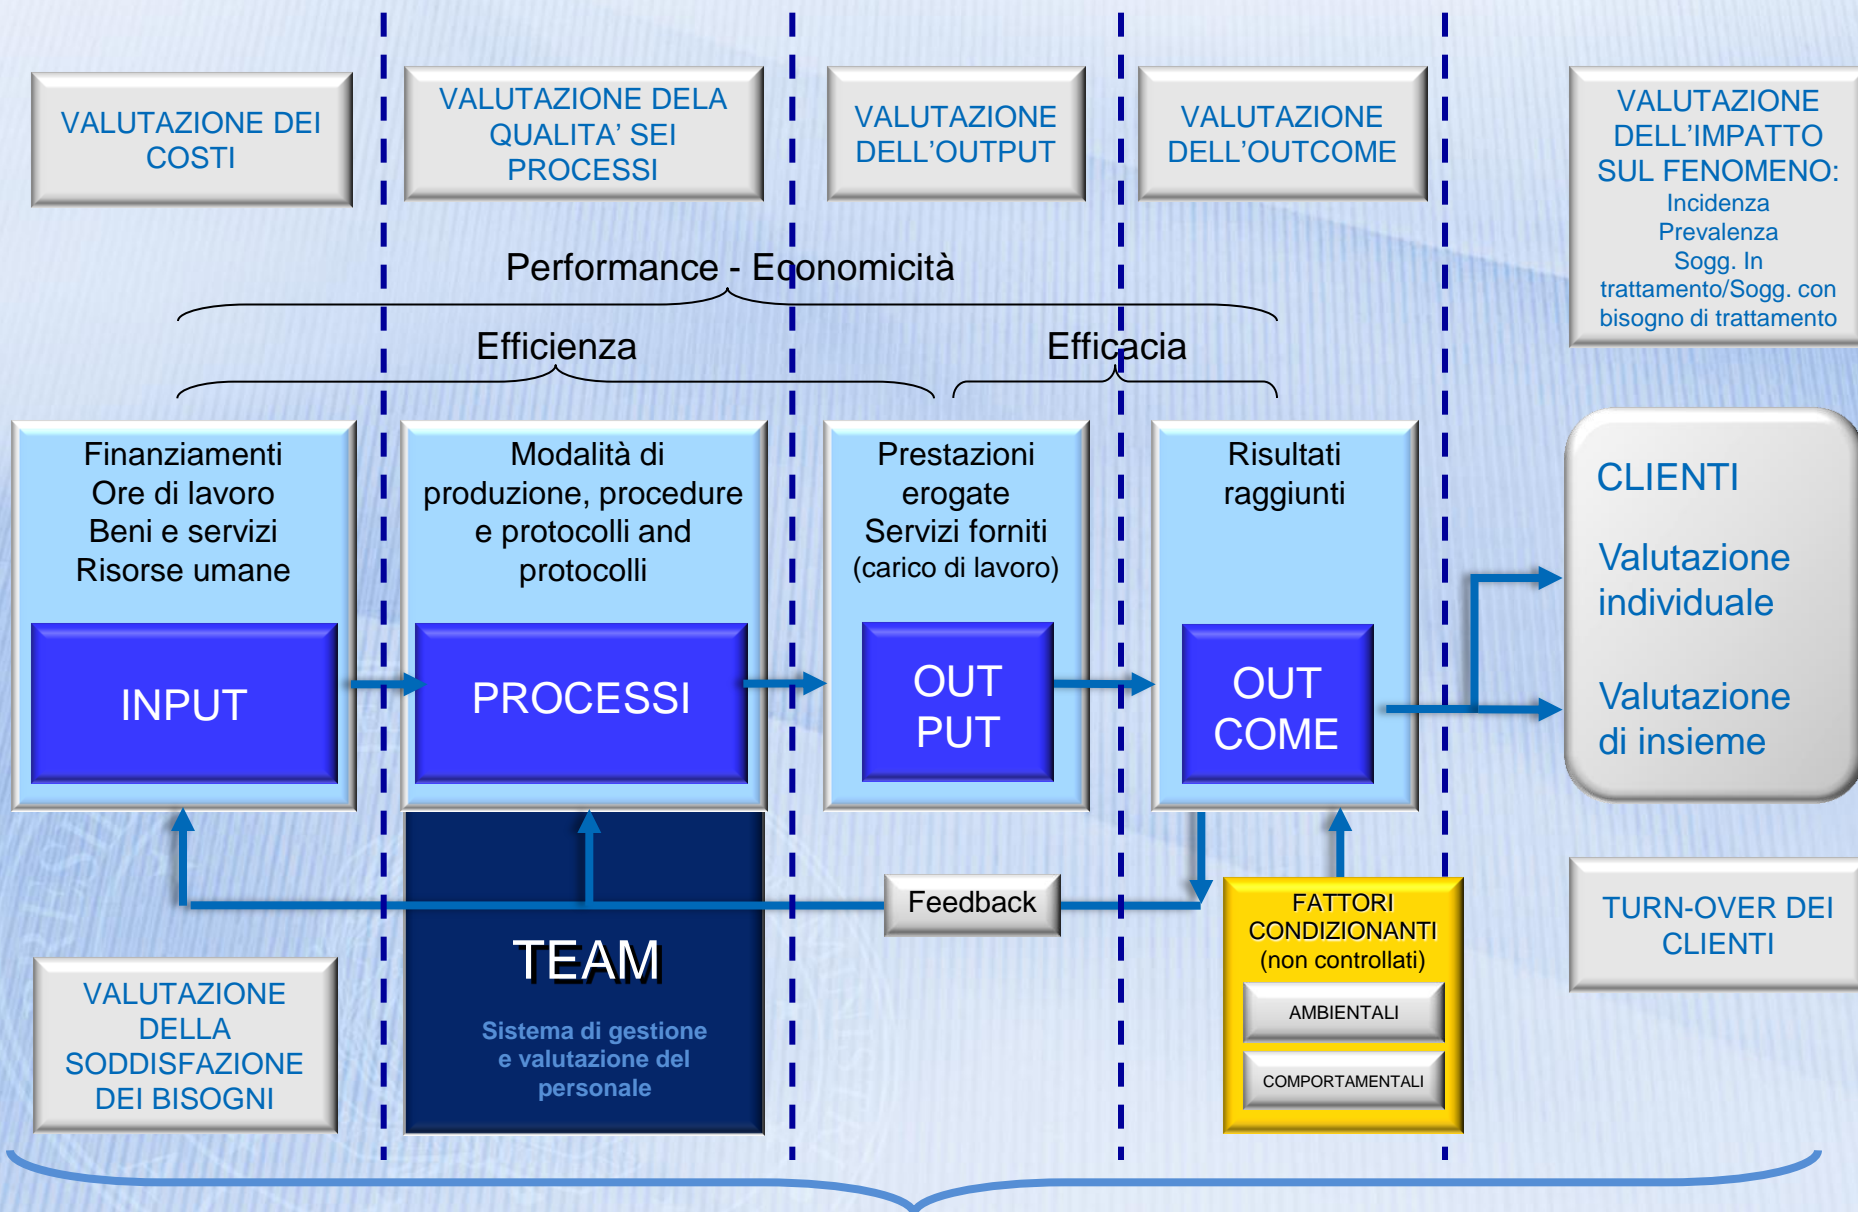 VALUTAZIONE DEI
COSTI
VALUTAZIONE DELA
QUALITA’ SEI
PROCESSI
VALUTAZIONE
DELL’OUTPUT
VALUTAZIONE
DELL’OUTCOME
VALUTAZIONE
DELL’IMPATTO
SUL FENOMENO:
Incidenza
Prevalenza
Sogg. In
trattamento/Sogg. con
bisogno di trattamento
Performance - Economicità
Efficienza
Efficacia
Finanziamenti
Ore di lavoro
Beni e servizi
Risorse umane
INPUT
Modalità di
produzione, procedure
e protocolli and
protocolli
PROCESSI
Prestazioni
erogate
Servizi forniti
(carico di lavoro)
OUT
PUT
Risultati
raggiunti
OUT
COME
CLIENTI
Valutazione
individuale
Valutazione
di insieme
Feedback
TEAM
Sistema di gestione
e valutazione del
personale
FATTORI
CONDIZIONANTI
(non controllati)
AMBIENTALI
COMPORTAMENTALI
TURN-OVER DEI
CLIENTI
VALUTAZIONE
DELLA
SODDISFAZIONE
DEI BISOGNI